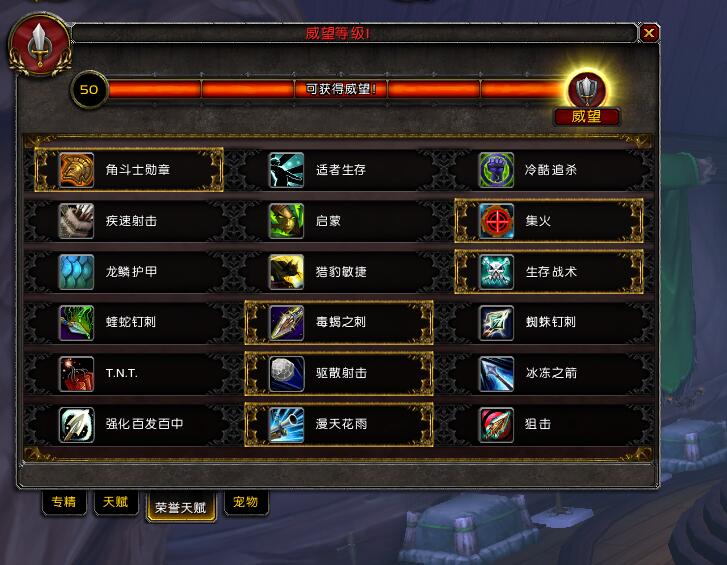 威望等级1
50
可获得威望!
威望
角斗士勋章
适者生存
冷酷追杀
疾速射击
启蒙
集火
龙鳞护甲
猎豹敏捷
生存战术
蝰蛇钉刺
毒蝎之刺
蜘蛛钉刺
T.N.T.
驱散射击
冰冻之箭
强化百发百中
漫天花雨
狙击
专精
天赋
荣誉天赋
宠物